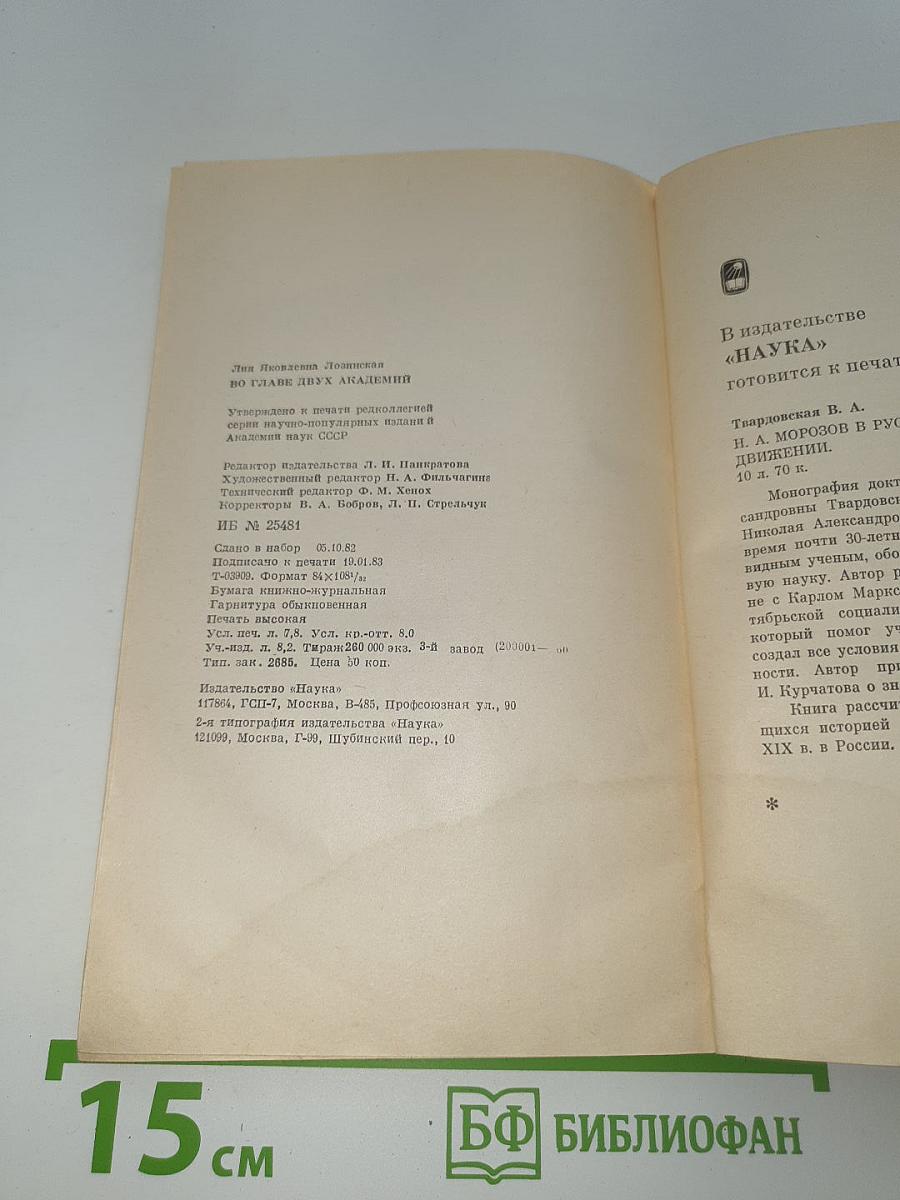 Лия Яковлевна Лозинская
ВО ГЛАВЕ ДВУХ АКАДЕМИЙ
Утверждено к печати редколлегией
серии научно-популярных изданий
Академии наук СССР
Редактор издательства Л. И. Панкратова
Художественный редактор Н. А. Фильчагина
Технический редактор Ф. М. Хенох
Корректоры В. А. Бобров, Л. П. Стрельчук
ИБ № 25481
Сдано в набор 05.10.82
Подписано к печати 19.01.83
Т-03909. Формат 84×108¹/₃₂
Бумага книжно-журнальная
Гарнитура обыкновенная
Печать высокая
Усл. печ. л. 7,8. Усл. кр.-отт. 8.0
Уч.-изд. л. 8,2. Тираж 260 000 экз. 3-й завод (200001—
Тип. зак. 2685. Цена 50 коп.
Издательство «Наука»
117864, ГСП-7, Москва, В-485, Профсоюзная ул., 90
2-я типография издательства «Наука»
121099, Москва, Г-99, Шубинский пер., 10
В издательстве
«НАУКА»
готовится к печат
Твардовская В. А.
Н. А. МОРОЗОВ В РУС
ДВИЖЕНИИ.
10 л. 70 к.
Монография докт
сандровны Твардовс
Николая Александро
время почти 30-летн
видным ученым, обо
вую науку. Автор р
не с Карлом Маркс
тябрьской социали
который помог уч
создал все условия
ности. Автор при
И. Курчатова о зн
Книга рассчит
щихся историей
XIX в. в России.
*
15 см
БФ БИБЛИОФАН